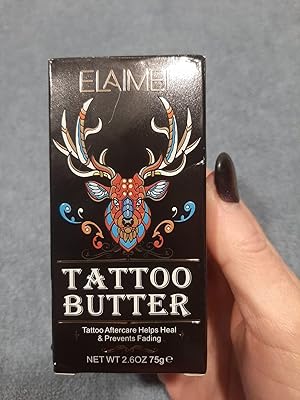 ELAIMEI
TATTOO
BUTTER
Tattoo Aftercare Helps Heal
& Prevents Fading
NET WT 2.6OZ 75g℮